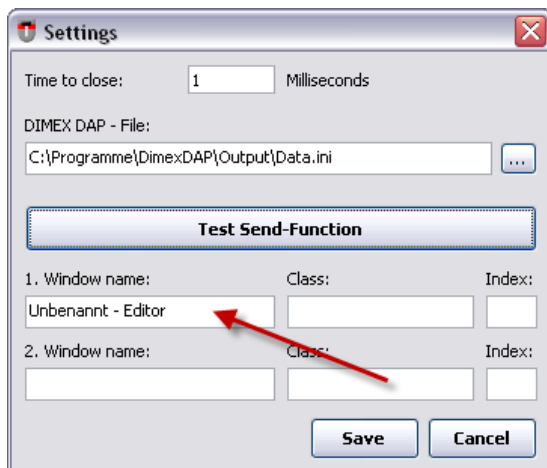 Settings
Time to close: 1 Milliseconds
DIMEX DAP - File:
C:\Programme\DimexDAP\Output\Data.ini ...
Test Send-Function
1. Window name: Class: Index:
Unbenannt - Editor
2. Window name: Class: Index:
Save Cancel